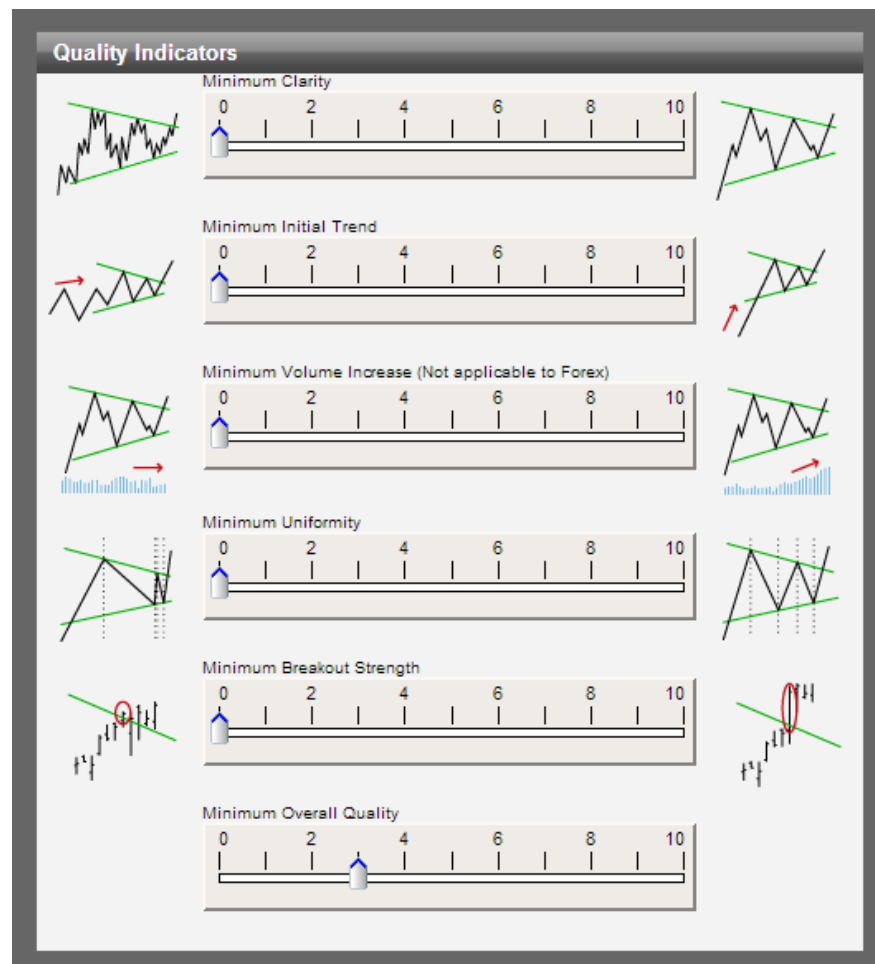 Quality Indicators
Minimum Clarity
0 2 4 6 8 10
Minimum Initial Trend
0 2 4 6 8 10
Minimum Volume Increase (Not applicable to Forex)
0 2 4 6 8 10
Minimum Uniformity
0 2 4 6 8 10
Minimum Breakout Strength
0 2 4 6 8 10
Minimum Overall Quality
0 2 4 6 8 10